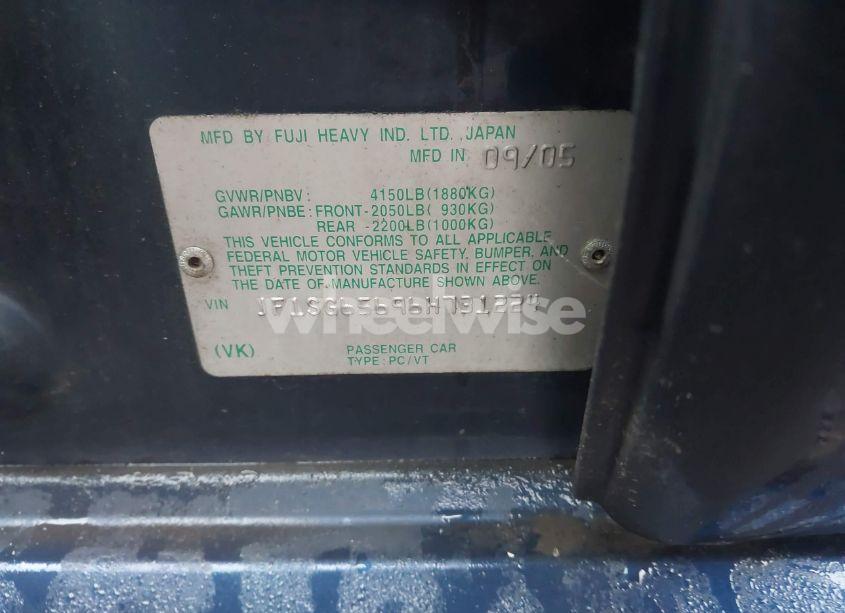 MFD BY FUJI HEAVY IND. LTD. JAPAN
MFD IN 09/05
GVWR/PNBV: 4150LB(1880KG)
GAWR/PNBE: FRONT-2050LB( 930KG)
REAR -2200LB(1000KG)
THIS VEHICLE CONFORMS TO ALL APPLICABLE
FEDERAL MOTOR VEHICLE SAFETY, BUMPER, AND
THEFT PREVENTION STANDARDS IN EFFECT ON
THE DATE OF MANUFACTURE SHOWN ABOVE.
VIN JF1SG65696H731224
wheelwise
(VK) PASSENGER CAR
TYPE: PC/VT